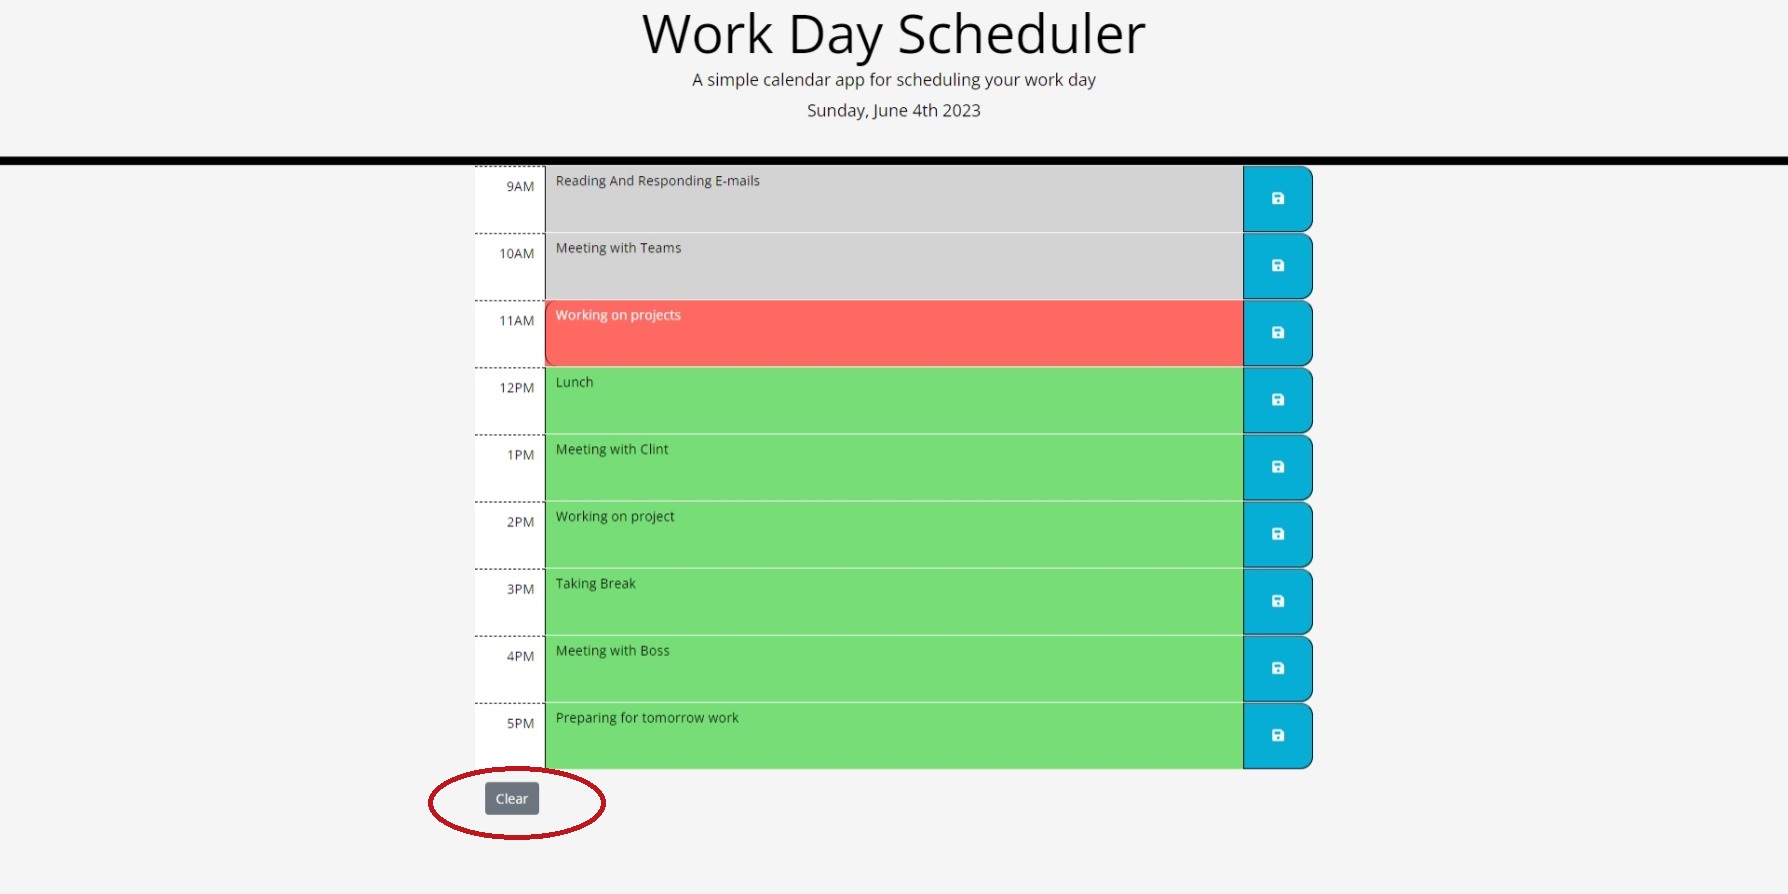 Work Day Scheduler
A simple calendar app for scheduling your work day
Sunday, June 4th 2023
9AM Reading And Responding E-mails
10AM Meeting with Teams
11AM Working on projects
12PM Lunch
1PM Meeting with Clint
2PM Working on project
3PM Taking Break
4PM Meeting with Boss
5PM Preparing for tomorrow work
Clear